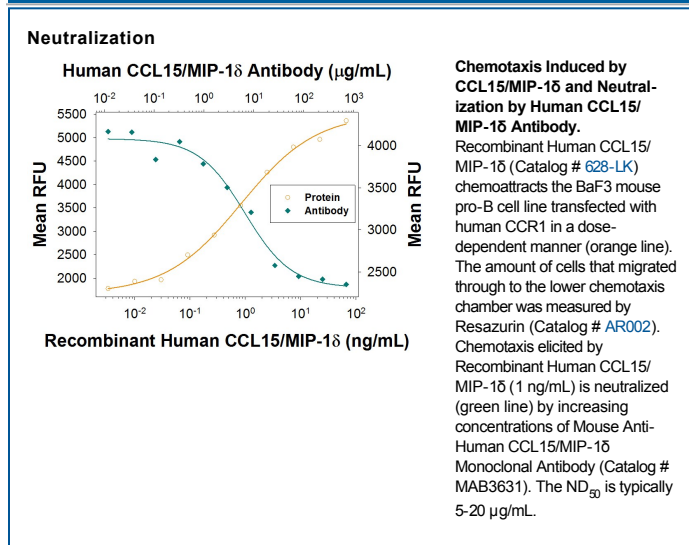 Neutralization
Human CCL15/MIP-1δ Antibody (μg/mL)
10-2 10-1 100 101 102 103
5500
5000
4500
4000
3500
3000
2500
2000
Mean RFU
4000
3500
3000
2500
Mean RFU
Protein
Antibody
10-2 10-1 100 101 102
Recombinant Human CCL15/MIP-1δ (ng/mL)
Chemotaxis Induced by
CCL15/MIP-1δ and Neutral-
ization by Human CCL15/
MIP-1δ Antibody.
Recombinant Human CCL15/
MIP-1δ (Catalog # 628-LK)
chemoattracts the BaF3 mouse
pro-B cell line transfected with
human CCR1 in a dose-
dependent manner (orange line).
The amount of cells that migrated
through to the lower chemotaxis
chamber was measured by
Resazurin (Catalog # AR002).
Chemotaxis elicited by
Recombinant Human CCL15/
MIP-1δ (1 ng/mL) is neutralized
(green line) by increasing
concentrations of Mouse Anti-
Human CCL15/MIP-1δ
Monoclonal Antibody (Catalog #
MAB3631). The ND50 is typically
5-20 μg/mL.